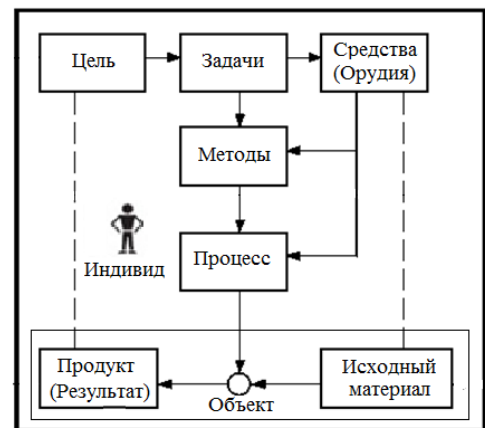 Цель
Задачи
Средства
(Орудия)
Методы
Индивид
Процесс
Продукт
(Результат)
Объект
Исходный
материал